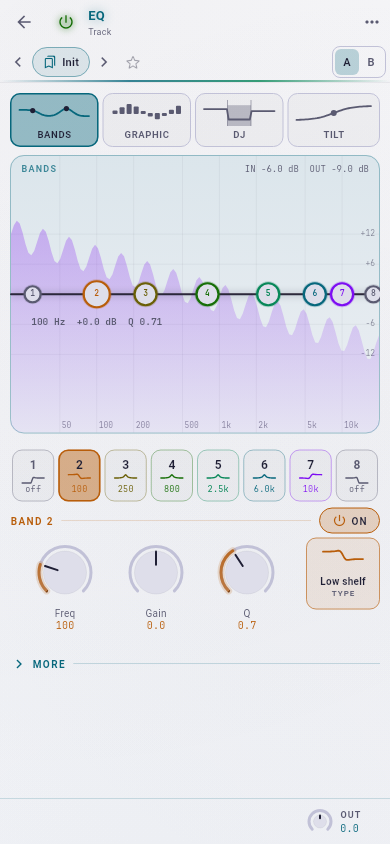 EQ
Track
Init
A B
BANDS GRAPHIC DJ TILT
BANDS IN -6.0 dB OUT -9.0 dB
+12
+6
1 2 3 4 5 6 7 8
100 Hz +0.0 dB Q 0.71
-6
-12
50 100 200 500 1k 2k 5k 10k
1 2 3 4 5 6 7 8
off 100 250 800 2.5k 6.0k 10k off
BAND 2 ON
Freq Gain Q
100 0.0 0.7
Low shelf
TYPE
MORE
OUT
0.0